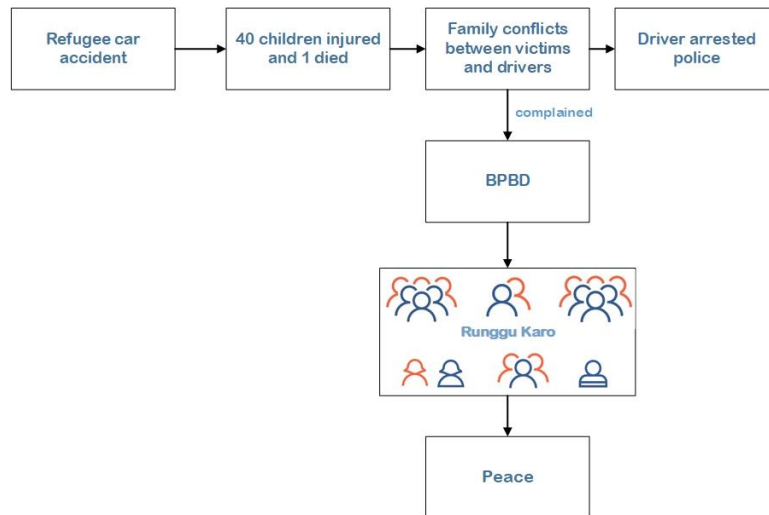 Refugee car
accident
40 children injured
and 1 died
Family conflicts
between victims
and drivers
Driver arrested
police
complained
BPBD
Runggu Karo
Peace